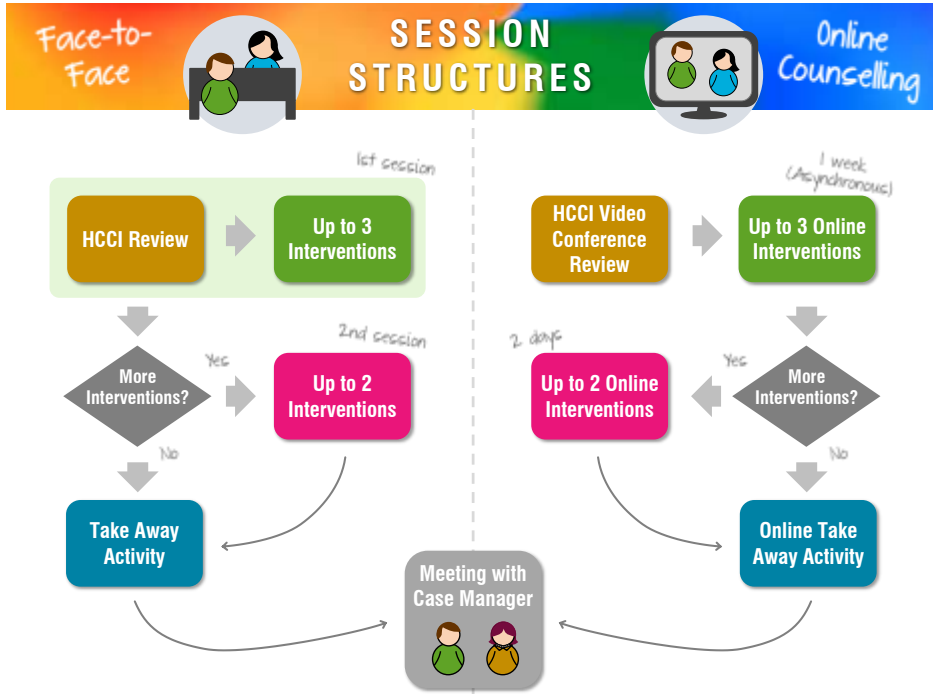 Face-to-
Face
SESSION
STRUCTURES
Online
Counselling
1st session
HCCI Review
Up to 3
Interventions
More
Interventions?
Yes
2nd session
Up to 2
Interventions
No
Take Away
Activity
1 week
(Asynchronous)
HCCI Video
Conference
Review
Up to 3 Online
Interventions
2 days
Up to 2 Online
Interventions
Yes
More
Interventions?
No
Online Take
Away Activity
Meeting with
Case Manager